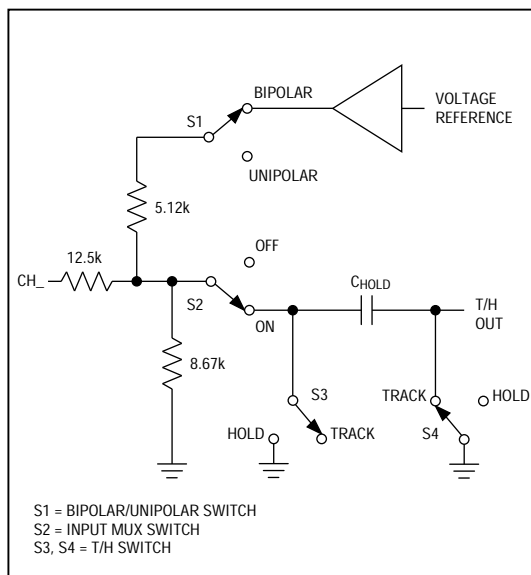 BIPOLAR
VOLTAGE
REFERENCE
S1
UNIPOLAR
5.12k
OFF
12.5k
CHOLD
CH_
T/H
OUT
S2
ON
8.67k
S3
TRACK
HOLD
HOLD
TRACK
S4
S1 = BIPOLAR/UNIPOLAR SWITCH
S2 = INPUT MUX SWITCH
S3, S4 = T/H SWITCH